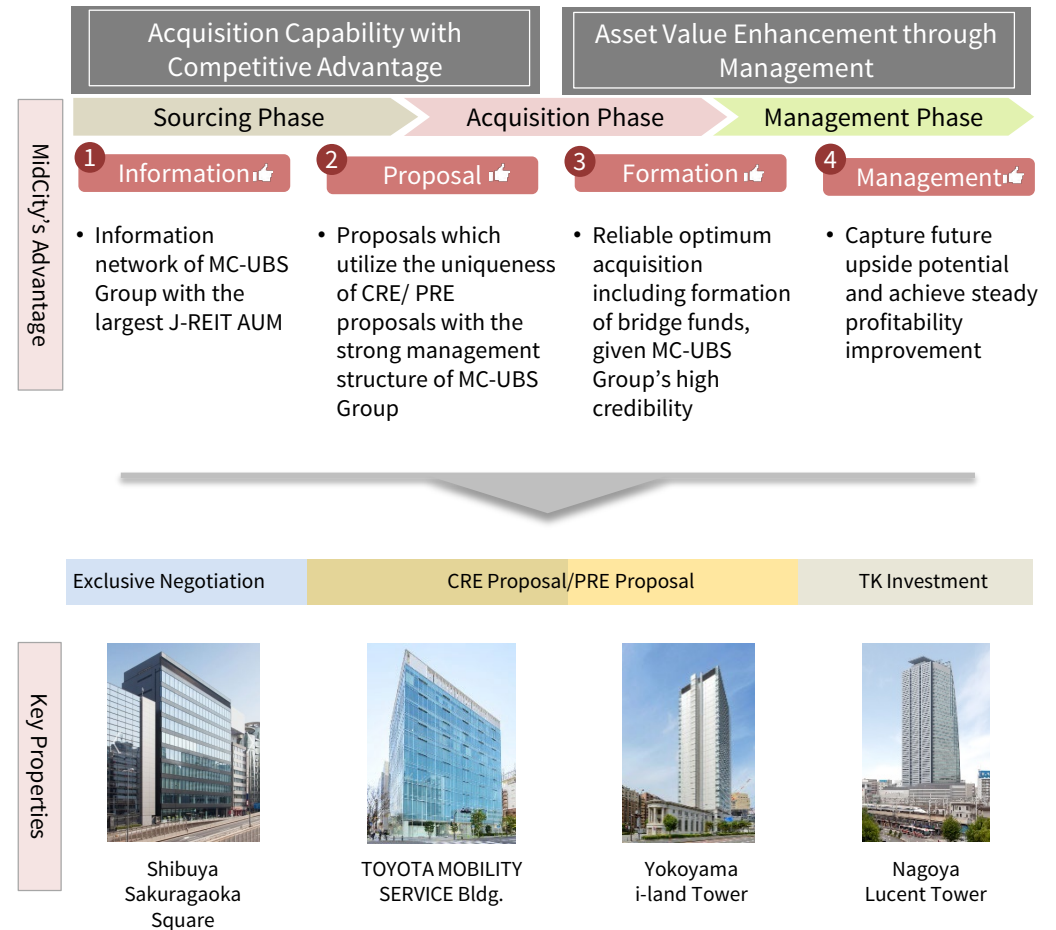 Acquisition Capability with
Competitive Advantage
Asset Value Enhancement through
Management
MidCity's Advantage
Sourcing Phase
Acquisition Phase
Management Phase
1
Information
2
Proposal
3
Formation
4
Management
• Information
network of MC-UBS
Group with the
largest J-REIT AUM
• Proposals which
utilize the uniqueness
of CRE/ PRE
proposals with the
strong management
structure of MC-UBS
Group
• Reliable optimum
acquisition
including formation
of bridge funds,
given MC-UBS
Group's high
credibility
• Capture future
upside potential
and achieve steady
profitability
improvement
Exclusive Negotiation
CRE Proposal/PRE Proposal
TK Investment
Key Properties
Shibuya
Sakuragaoka
Square
TOYOTA MOBILITY
SERVICE Bldg.
Yokoyama
i-land Tower
Nagoya
Lucent Tower